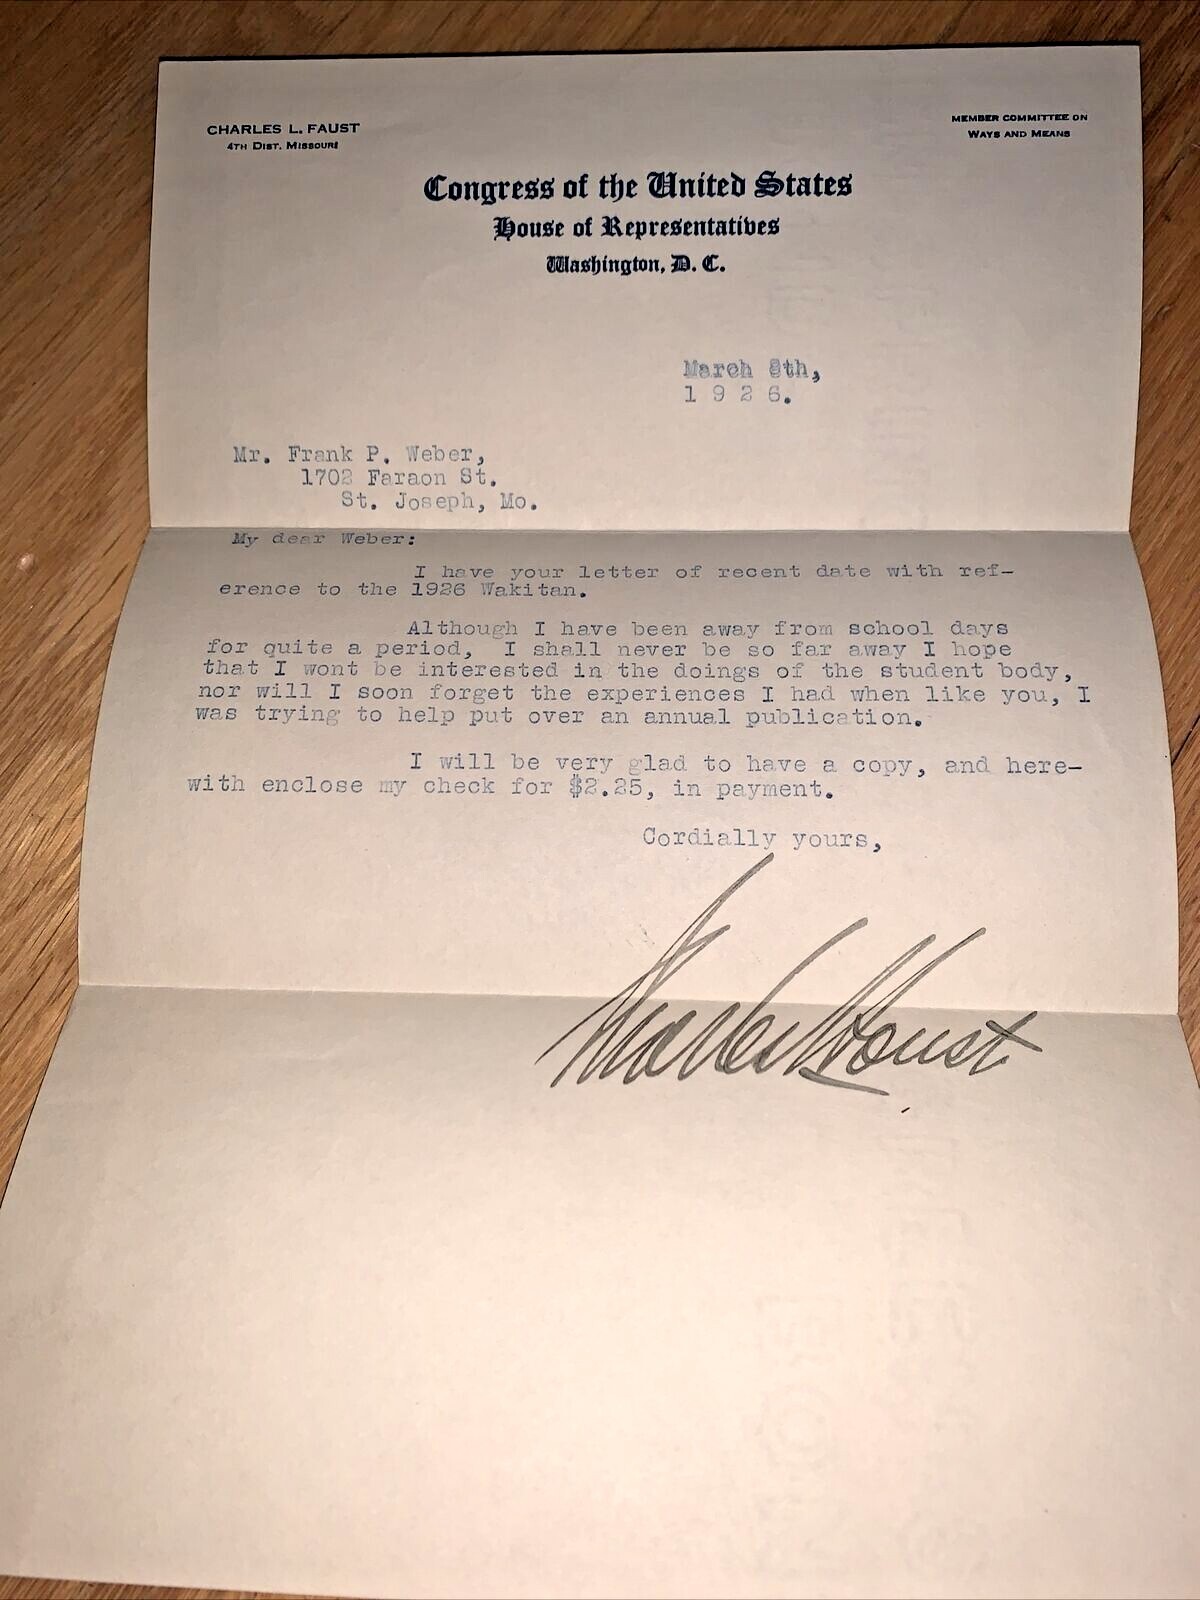 CHARLES L. FAUST
4TH DIST. MISSOURI
MEMBER COMMITTEE ON
WAYS AND MEANS
Congress of the United States
House of Representatives
Washington, D. C.
March 8th,
1 9 2 6.
Mr. Frank P. Weber,
1702 Faraon St.
St. Joseph, Mo.
My dear Weber:
I have your letter of recent date with ref-
erence to the 1926 Wakitan.
Although I have been away from school days
for quite a period, I shall never be so far away I hope
that I wont be interested in the doings of the student body,
nor will I soon forget the experiences I had when like you, I
was trying to help put over an annual publication.
I will be very glad to have a copy, and here-
with enclose my check for $2.25, in payment.
Cordially yours,
Charles L Faust